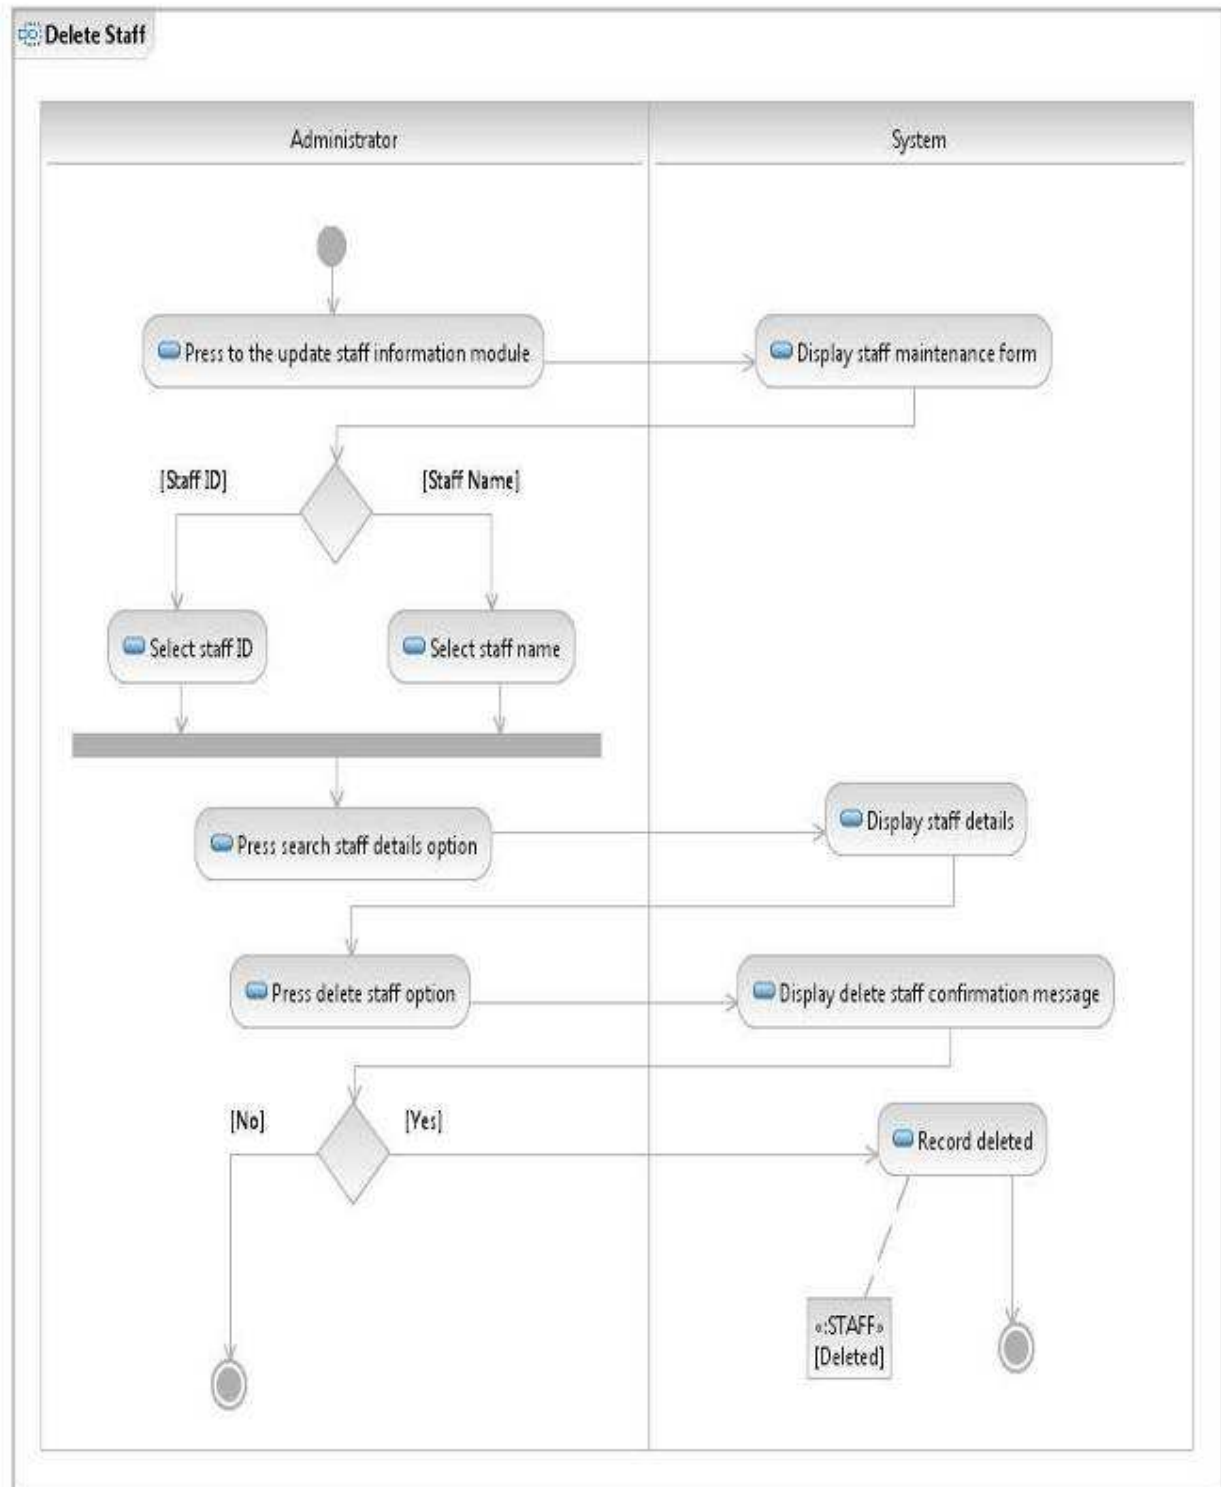 Delete Staff
Administrator
System
Press to the update staff information module
Display staff maintenance form
[Staff ID]
[Staff Name]
Select staff ID
Select staff name
Press search staff details option
Display staff details
Press delete staff option
Display delete staff confirmation message
[No]
[Yes]
Record deleted
«:STAFF»
[Deleted]